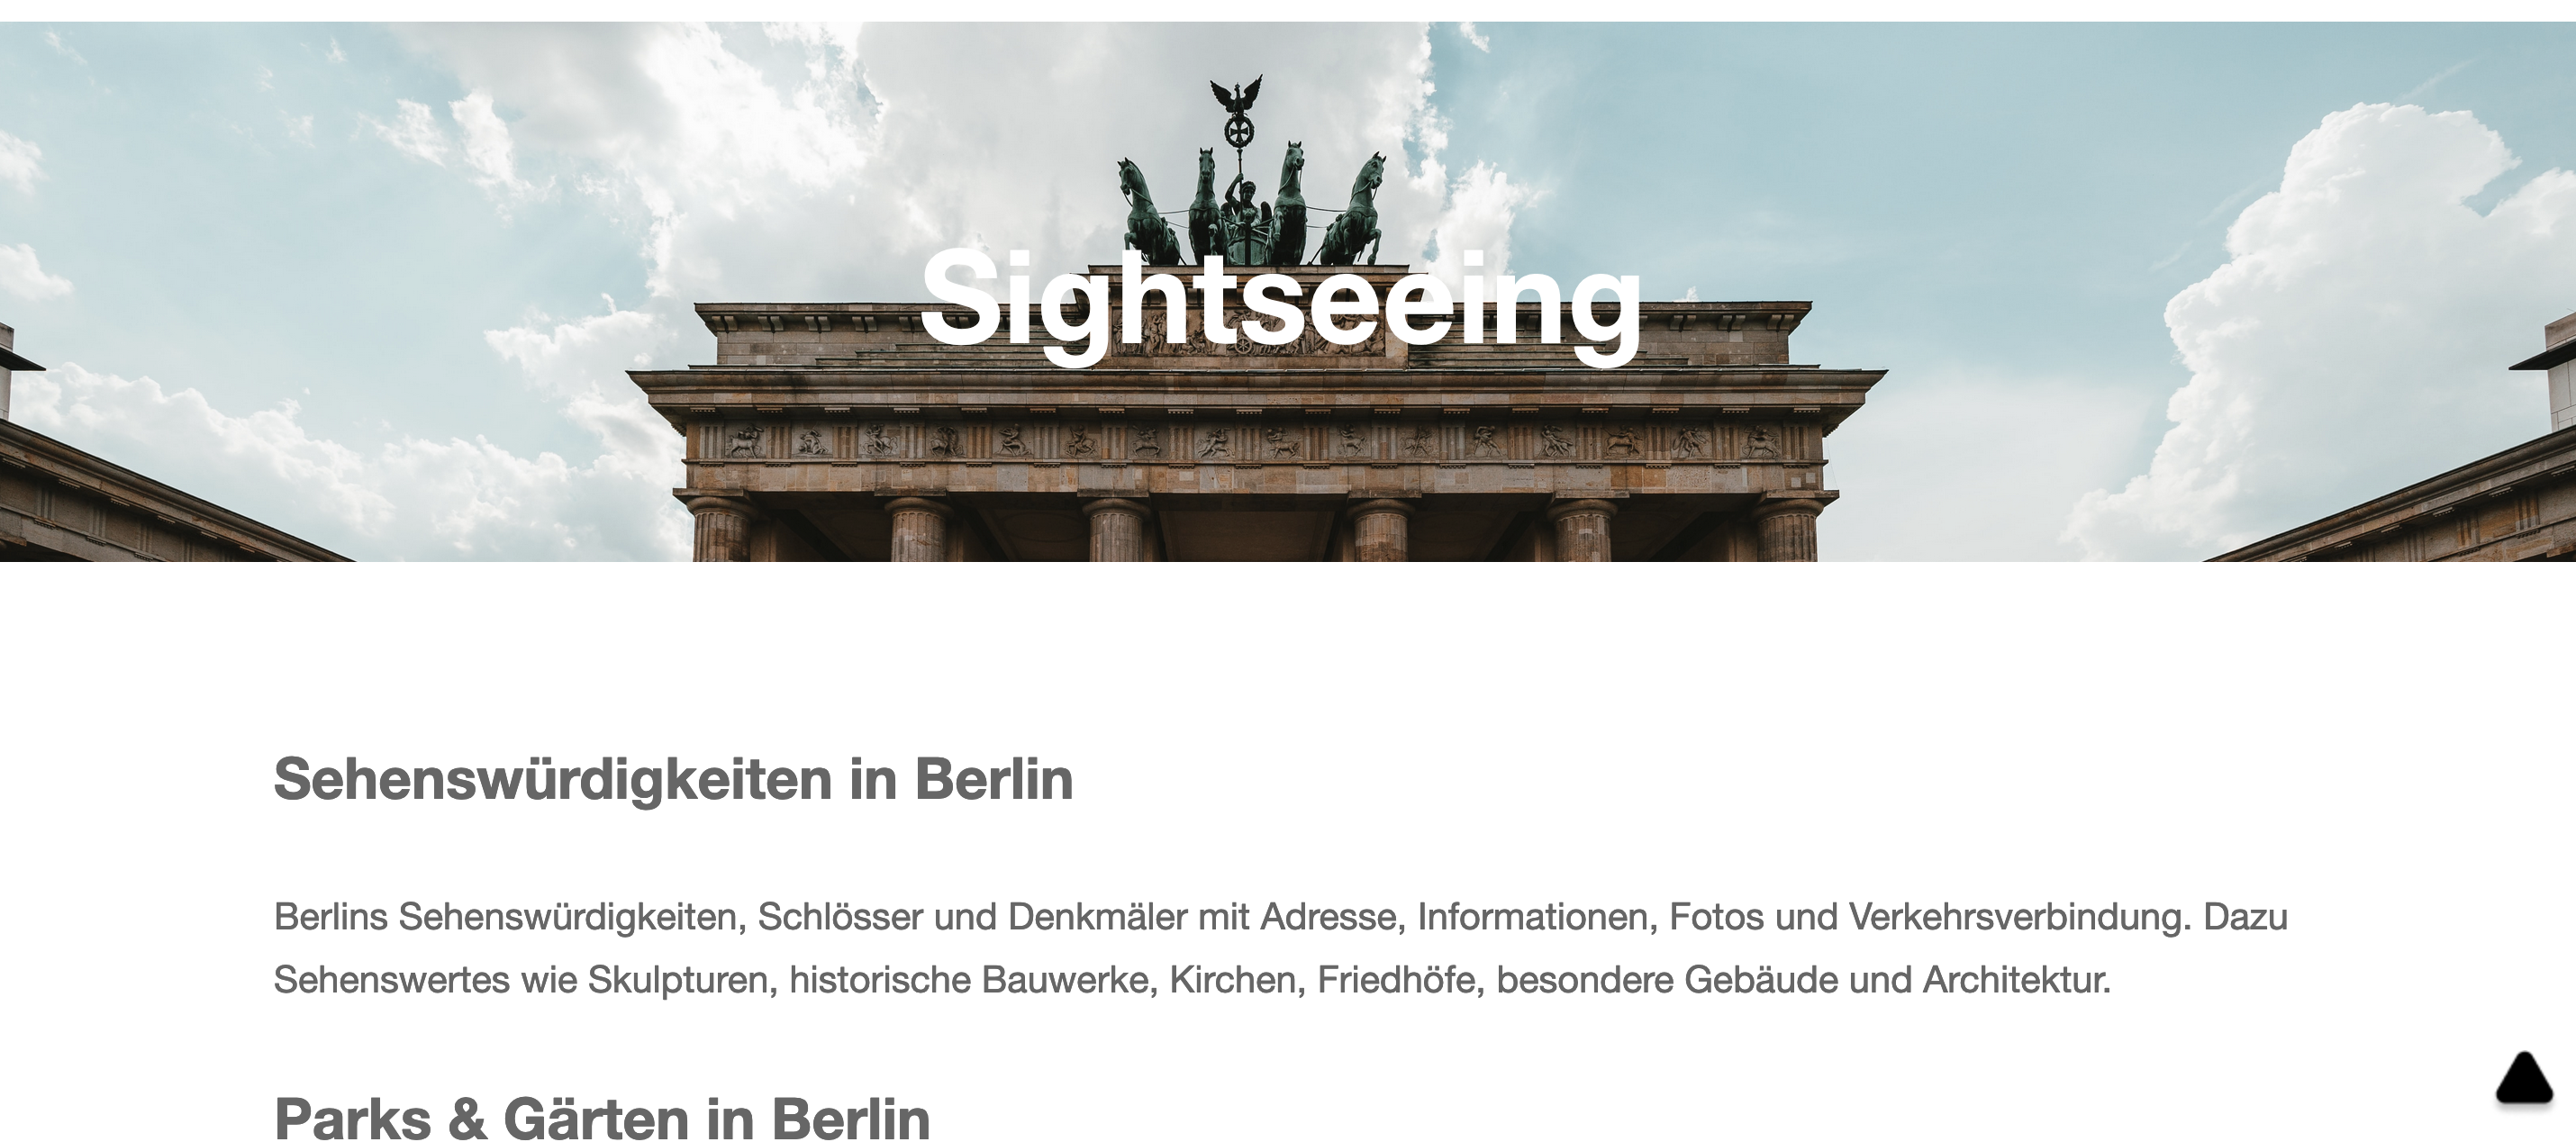 Sightseeing
Sehenswürdigkeiten in Berlin
Berlins Sehenswürdigkeiten, Schlösser und Denkmäler mit Adresse, Informationen, Fotos und Verkehrsverbindung. Dazu
Sehenswertes wie Skulpturen, historische Bauwerke, Kirchen, Friedhöfe, besondere Gebäude und Architektur.
Parks & Gärten in Berlin